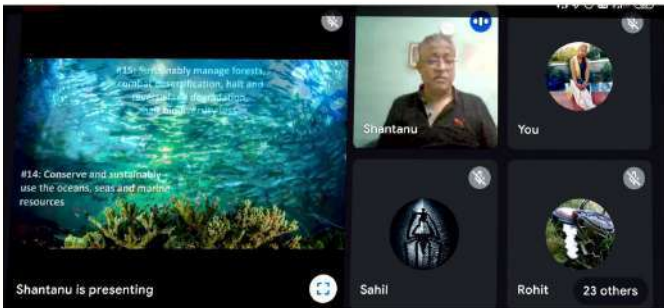 #15: Sustainably manage forests,
combat desertification, halt and
reverse land degradation,
halt biodiversity loss
#14: Conserve and sustainably
use the oceans, seas and marine
resources
Shantanu is presenting
Shantanu
You
Sahil
Rohit
23 others